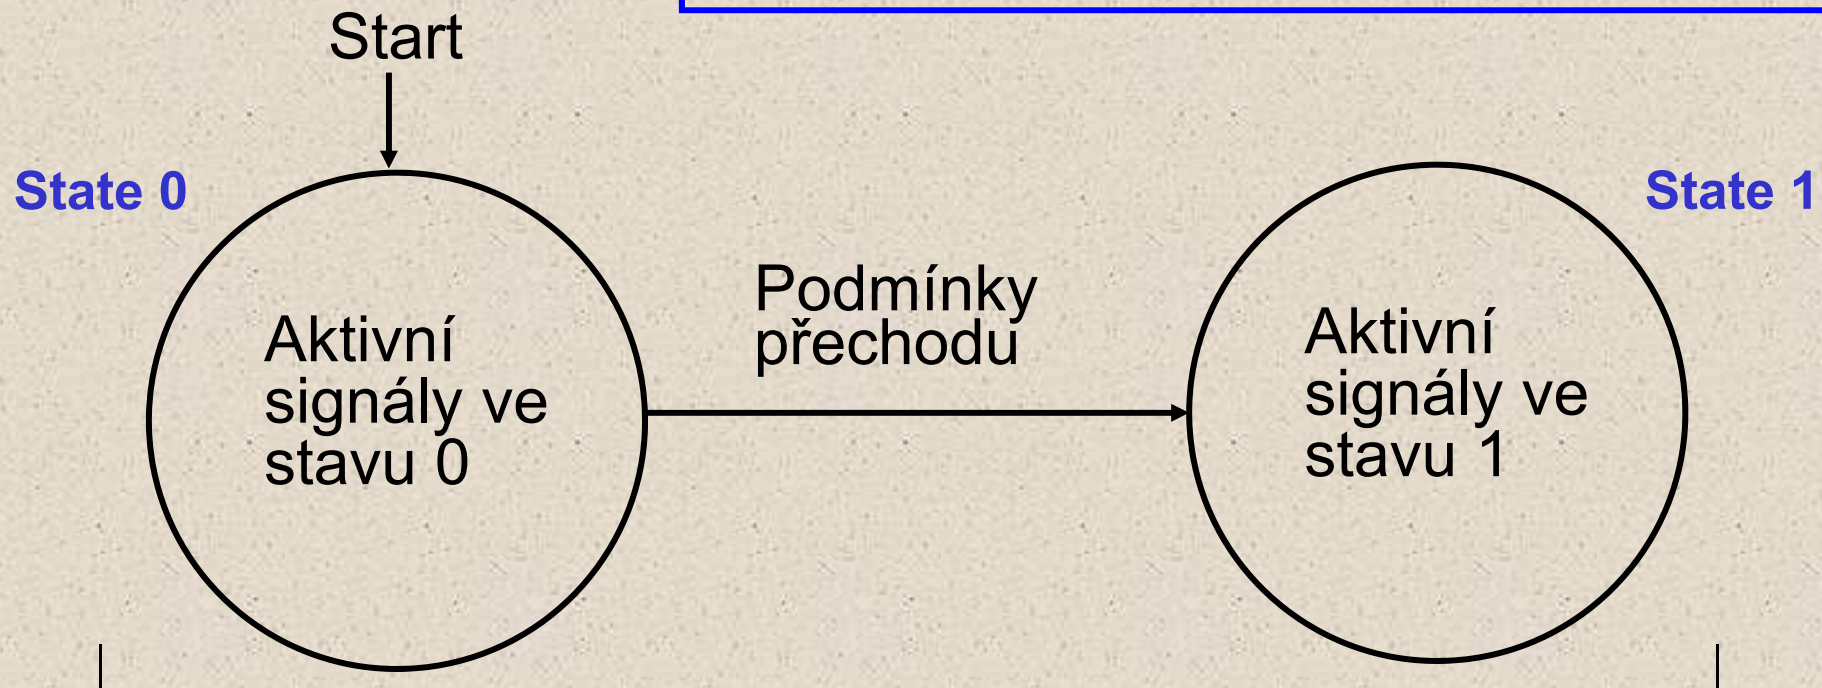 Start
State 0
State 1
Podmínky
přechodu
Aktivní
signály ve
stavu 0
Aktivní
signály ve
stavu 1